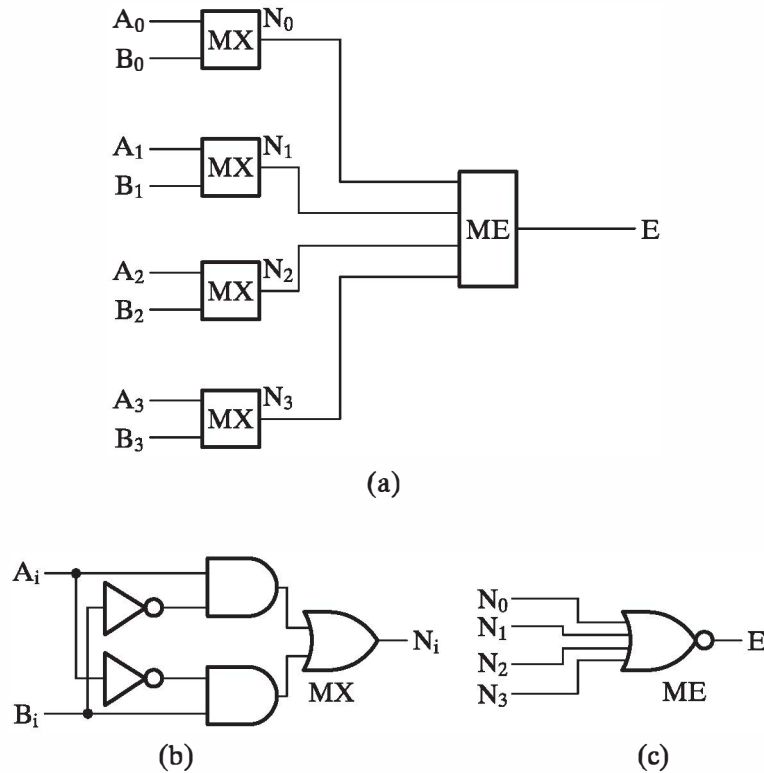 A₀ MX N₀
B₀
A₁ MX N₁
B₁
ME E
A₂ MX N₂
B₂
A₃ MX N₃
B₃
(a)
Aᵢ
Nᵢ
MX
Bᵢ
(b)
N₀
N₁
E
N₂
ME
N₃
(c)